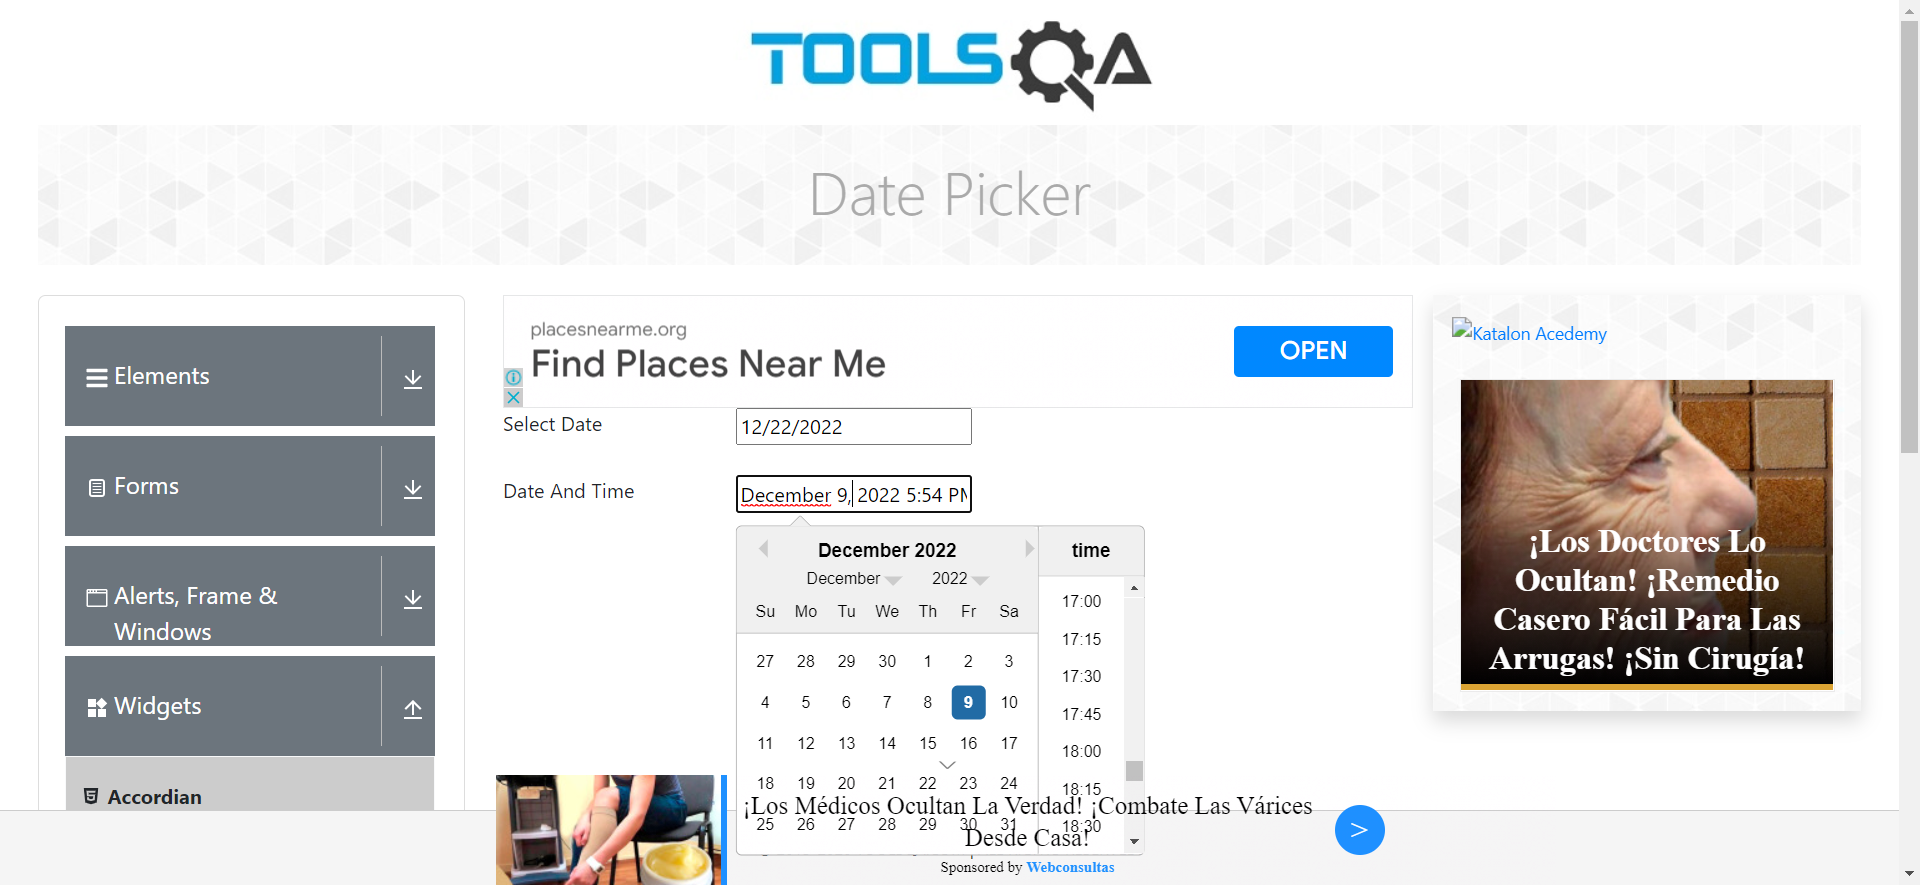 TOOLSQA
Date Picker
Elements
Forms
Alerts, Frame &
Windows
Widgets
Accordian
placesnearme.org
Find Places Near Me
OPEN
Select Date
12/22/2022
Date And Time
December 9, 2022 5:54 PM
December 2022
December
2022
Su Mo Tu We Th Fr Sa
27 28 29 30 1 2 3
4 5 6 7 8 9 10
11 12 13 14 15 16 17
18 19 20 21 22 23 24
25 26 27 28 29 30 31
time
17:00
17:15
17:30
17:45
18:00
18:15
18:30
Katalon Acedemy
¡Los Doctores Lo
Ocultan! ¡Remedio
Casero Fácil Para Las
Arrugas! ¡Sin Cirugía!
¡Los Médicos Ocultan La Verdad! ¡Combate Las Várices
Desde Casa!
>
Sponsored by Webconsultas